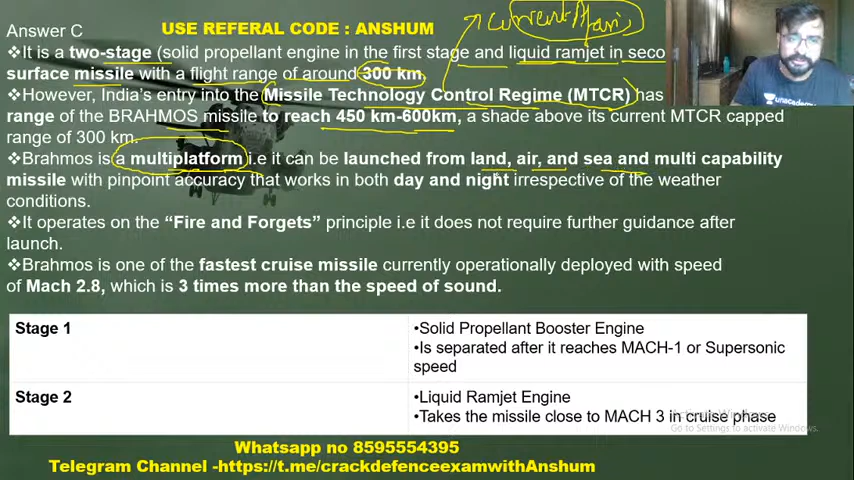 Answer C
USE REFERAL CODE : ANSHUM
current Affairs
❖It is a two-stage (solid propellant engine in the first stage and liquid ramjet in seco
surface missile with a flight range of around 300 km.
❖However, India's entry into the Missile Technology Control Regime (MTCR) has
range of the BRAHMOS missile to reach 450 km-600km, a shade above its current MTCR capped
range of 300 km.
❖Brahmos is a multiplatform i.e it can be launched from land, air, and sea and multi capability
missile with pinpoint accuracy that works in both day and night irrespective of the weather
conditions.
❖It operates on the “Fire and Forgets” principle i.e it does not require further guidance after
launch.
❖Brahmos is one of the fastest cruise missile currently operationally deployed with speed
of Mach 2.8, which is 3 times more than the speed of sound.
Stage 1
•Solid Propellant Booster Engine
•Is separated after it reaches MACH-1 or Supersonic
speed
Stage 2
•Liquid Ramjet Engine
•Takes the missile close to MACH 3 in cruise phase
Activate Windows
Go to Settings to activate Windows.
Whatsapp no 8595554395
Telegram Channel -https://t.me/crackdefenceexamwithAnshum